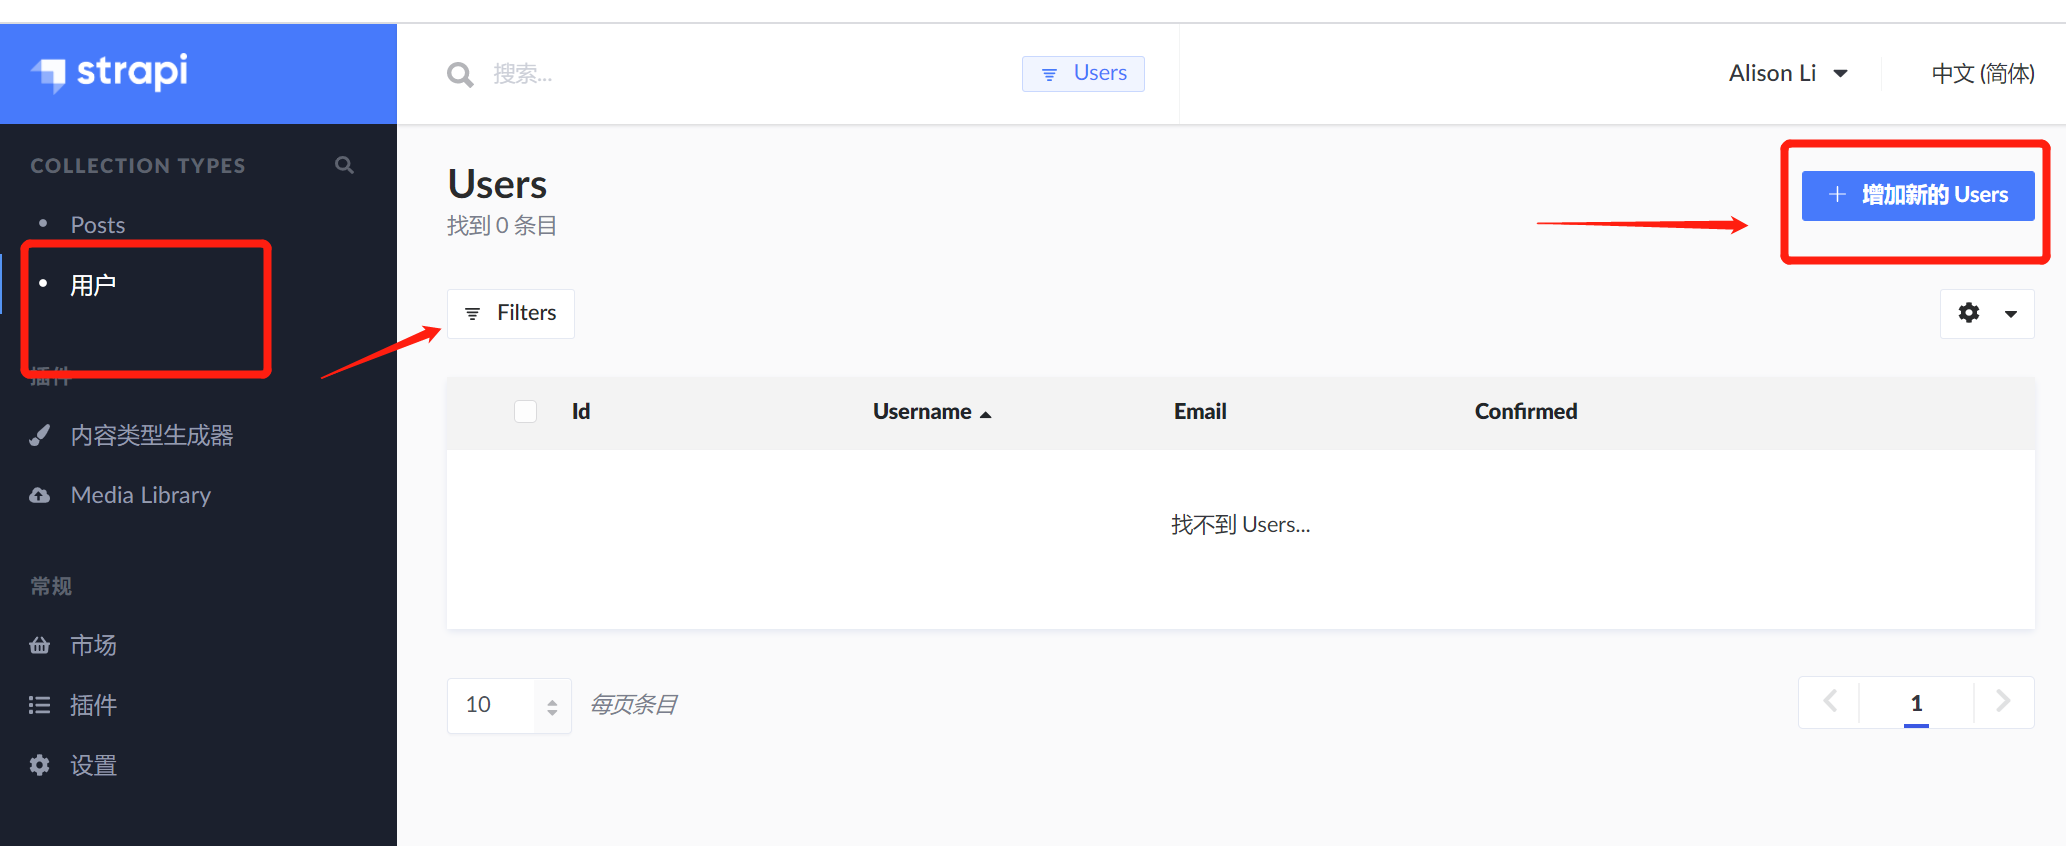 strapi
搜索...
Users
Alison Li
中文 (简体)
COLLECTION TYPES
Posts
用户
插件
内容类型生成器
Media Library
常规
市场
插件
设置
Users
找到 0 条目
增加新的 Users
Filters
Id
Username
Email
Confirmed
找不到 Users...
10
每页条目
1